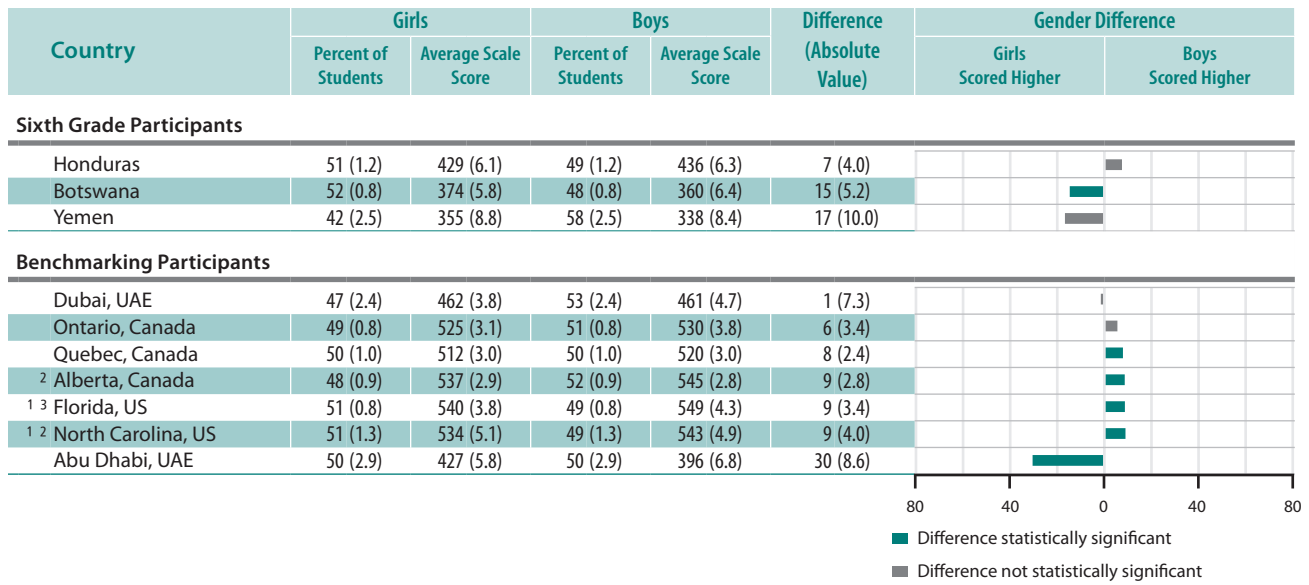 Country Girls Boys Difference (Absolute Value) Gender Difference
Percent of Students Average Scale Score Percent of Students Average Scale Score Girls Scored Higher Boys Scored Higher
Sixth Grade Participants
Honduras 51 (1.2) 429 (6.1) 49 (1.2) 436 (6.3) 7 (4.0)
Botswana 52 (0.8) 374 (5.8) 48 (0.8) 360 (6.4) 15 (5.2)
Yemen 42 (2.5) 355 (8.8) 58 (2.5) 338 (8.4) 17 (10.0)
Benchmarking Participants
Dubai, UAE 47 (2.4) 462 (3.8) 53 (2.4) 461 (4.7) 1 (7.3)
Ontario, Canada 49 (0.8) 525 (3.1) 51 (0.8) 530 (3.8) 6 (3.4)
Quebec, Canada 50 (1.0) 512 (3.0) 50 (1.0) 520 (3.0) 8 (2.4)
2 Alberta, Canada 48 (0.9) 537 (2.9) 52 (0.9) 545 (2.8) 9 (2.8)
1 3 Florida, US 51 (0.8) 540 (3.8) 49 (0.8) 549 (4.3) 9 (3.4)
1 2 North Carolina, US 51 (1.3) 534 (5.1) 49 (1.3) 543 (4.9) 9 (4.0)
Abu Dhabi, UAE 50 (2.9) 427 (5.8) 50 (2.9) 396 (6.8) 30 (8.6)
80 40 0 40 80
Difference statistically significant
Difference not statistically significant